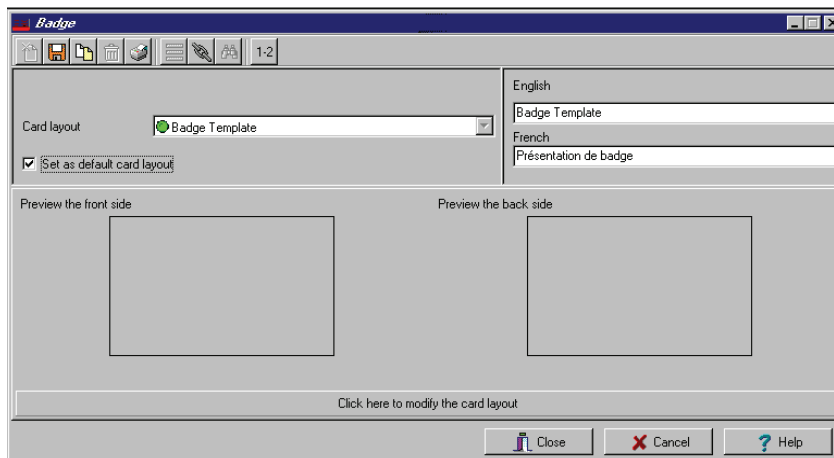 Badge
1-2
English
Badge Template
Card layout
Badge Template
French
Présentation de badge
Set as default card layout
Preview the front side
Preview the back side
Click here to modify the card layout
Close
Cancel
Help